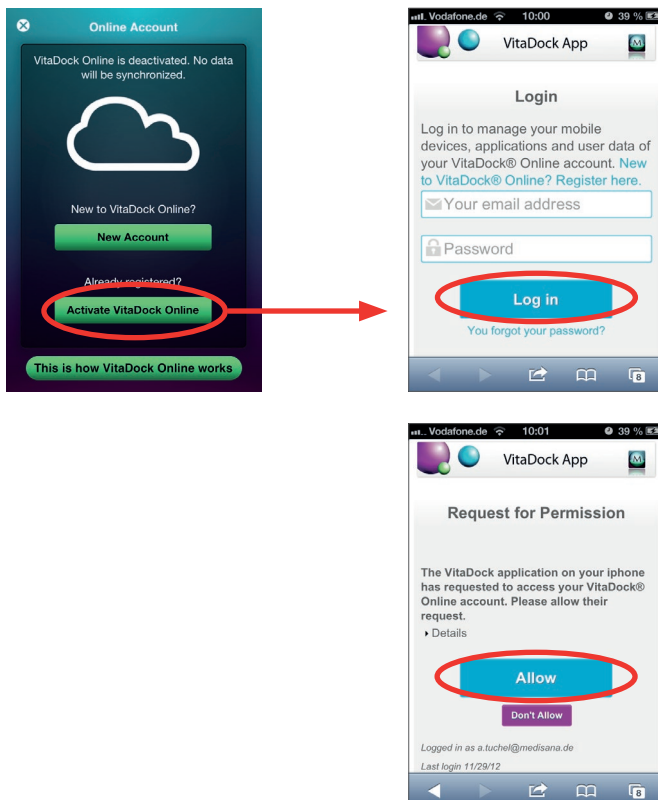 Online Account
VitaDock Online is deactivated. No data
will be synchronized.
New to VitaDock Online?
New Account
Already registered?
Activate VitaDock Online
This is how VitaDock Online works
Vodafone.de 10:00 39 %
VitaDock App
M
Login
Log in to manage your mobile
devices, applications and user data of
your VitaDock® Online account. New
to VitaDock® Online? Register here.
Your email address
Password
Log in
You forgot your password?
8
Vodafone.de 10:01 39 %
VitaDock App
M
Request for Permission
The VitaDock application on your iphone
has requested to access your VitaDock®
Online account. Please allow their
request.
Details
Allow
Don't Allow
Logged in as a.tuchel@medisana.de
Last login 11/29/12
8